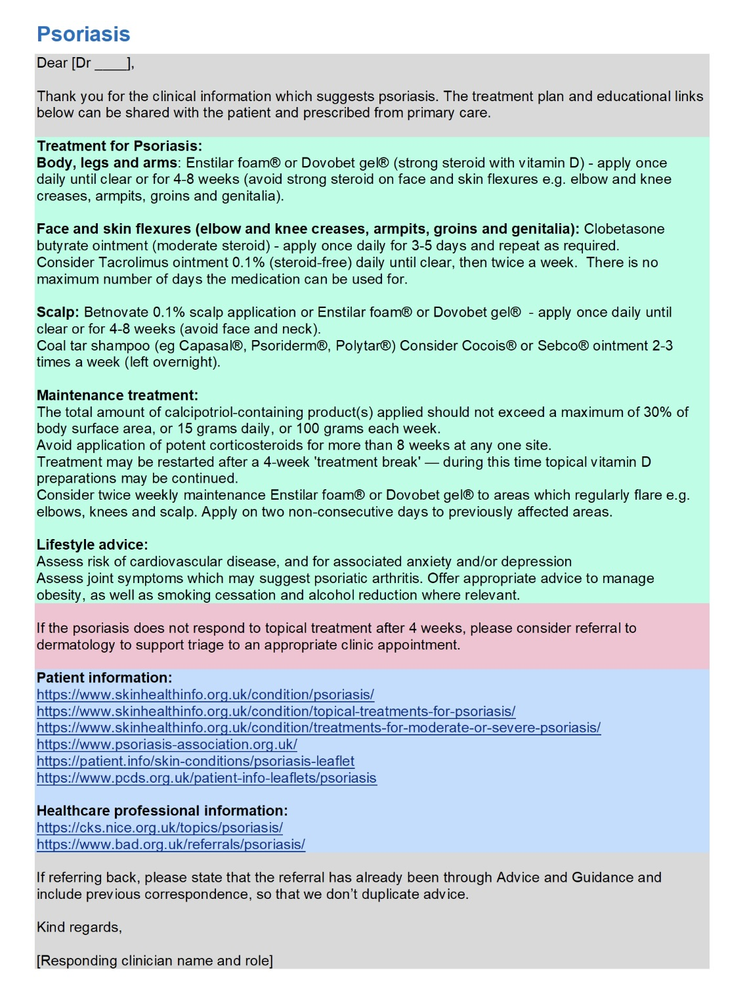 Psoriasis
Dear [Dr ____],
Thank you for the clinical information which suggests psoriasis. The treatment plan and educational links
below can be shared with the patient and prescribed from primary care.
Treatment for Psoriasis:
Body, legs and arms: Enstilar foam® or Dovobet gel® (strong steroid with vitamin D) - apply once
daily until clear or for 4-8 weeks (avoid strong steroid on face and skin flexures e.g. elbow and knee
creases, armpits, groins and genitalia).
Face and skin flexures (elbow and knee creases, armpits, groins and genitalia): Clobetasone
butyrate ointment (moderate steroid) - apply once daily for 3-5 days and repeat as required.
Consider Tacrolimus ointment 0.1% (steroid-free) daily until clear, then twice a week.  There is no
maximum number of days the medication can be used for.
Scalp: Betnovate 0.1% scalp application or Enstilar foam® or Dovobet gel®  - apply once daily until
clear or for 4-8 weeks (avoid face and neck).
Coal tar shampoo (eg Capasal®, Psoriderm®, Polytar®) Consider Cocois® or Sebco® ointment 2-3
times a week (left overnight).
Maintenance treatment:
The total amount of calcipotriol-containing product(s) applied should not exceed a maximum of 30% of
body surface area, or 15 grams daily, or 100 grams each week.
Avoid application of potent corticosteroids for more than 8 weeks at any one site.
Treatment may be restarted after a 4-week 'treatment break' — during this time topical vitamin D
preparations may be continued.
Consider twice weekly maintenance Enstilar foam® or Dovobet gel® to areas which regularly flare e.g.
elbows, knees and scalp. Apply on two non-consecutive days to previously affected areas.
Lifestyle advice:
Assess risk of cardiovascular disease, and for associated anxiety and/or depression
Assess joint symptoms which may suggest psoriatic arthritis. Offer appropriate advice to manage
obesity, as well as smoking cessation and alcohol reduction where relevant.
If the psoriasis does not respond to topical treatment after 4 weeks, please consider referral to
dermatology to support triage to an appropriate clinic appointment.
Patient information:
https://www.skinhealthinfo.org.uk/condition/psoriasis/
https://www.skinhealthinfo.org.uk/condition/topical-treatments-for-psoriasis/
https://www.skinhealthinfo.org.uk/condition/treatments-for-moderate-or-severe-psoriasis/
https://www.psoriasis-association.org.uk/
https://patient.info/skin-conditions/psoriasis-leaflet
https://www.pcds.org.uk/patient-info-leaflets/psoriasis
Healthcare professional information:
https://cks.nice.org.uk/topics/psoriasis/
https://www.bad.org.uk/referrals/psoriasis/
If referring back, please state that the referral has already been through Advice and Guidance and
include previous correspondence, so that we don’t duplicate advice.
Kind regards,
[Responding clinician name and role]